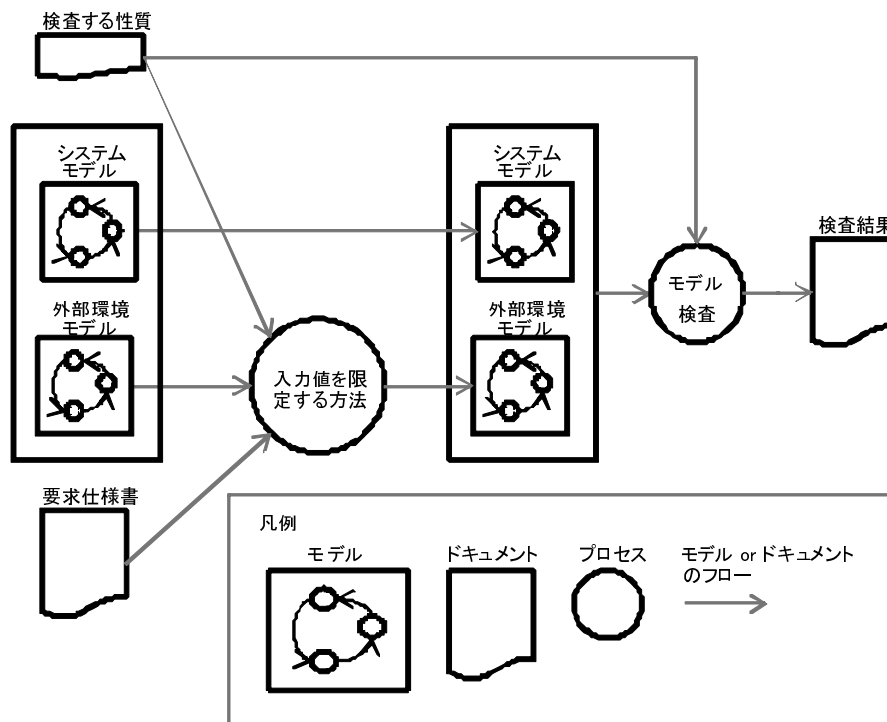 検査する性質
システム
モデル
外部環境
モデル
要求仕様書
入力値を限
定する方法
システム
モデル
外部環境
モデル
モデル
検査
検査結果
凡例
モデル
ドキュメント
プロセス
モデル or ドキュメント
のフロー